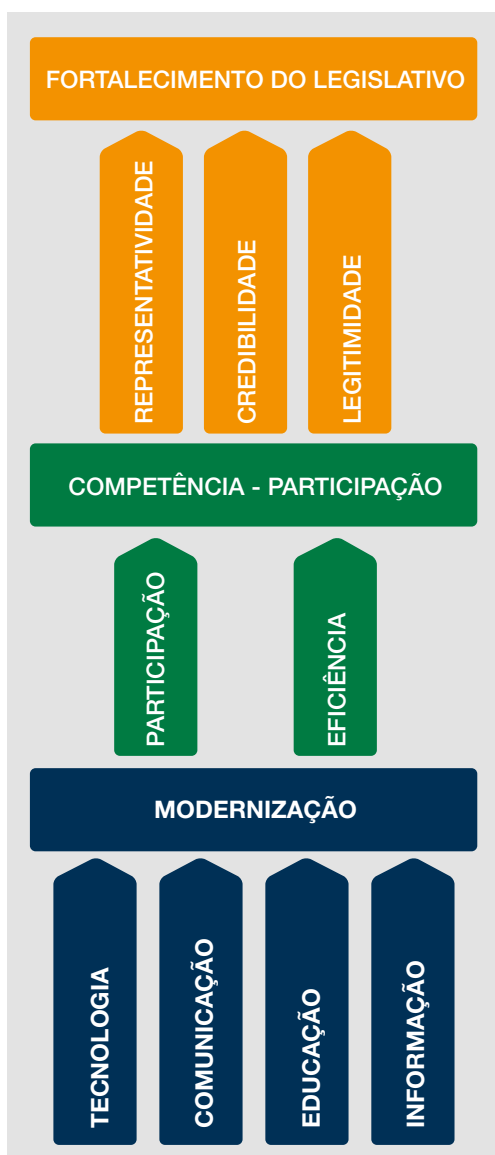 FORTALECIMENTO DO LEGISLATIVO
REPRESENTATIVIDADE
CREDIBILIDADE
LEGITIMIDADE
COMPETÊNCIA - PARTICIPAÇÃO
PARTICIPAÇÃO
EFICIÊNCIA
MODERNIZAÇÃO
TECNOLOGIA
COMUNICAÇÃO
EDUCAÇÃO
INFORMAÇÃO